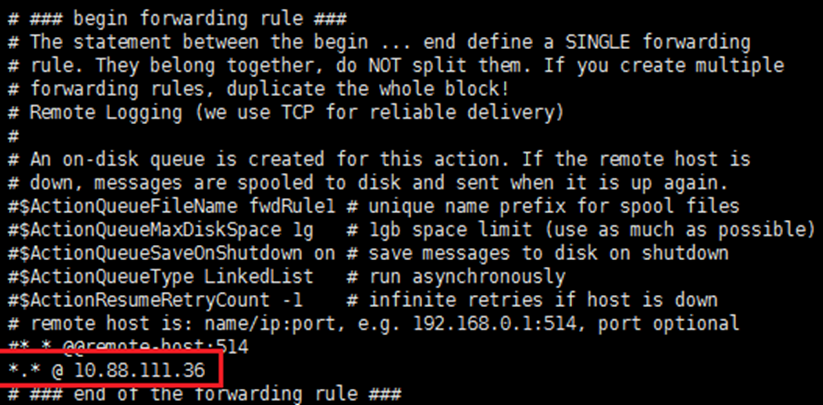 # ### begin forwarding rule ###
# The statement between the begin ... end define a SINGLE forwarding
# rule. They belong together, do NOT split them. If you create multiple
# forwarding rules, duplicate the whole block!
# Remote Logging (we use TCP for reliable delivery)
#
# An on-disk queue is created for this action. If the remote host is
# down, messages are spooled to disk and sent when it is up again.
#$ActionQueueFileName fwdRule1 # unique name prefix for spool files
#$ActionQueueMaxDiskSpace 1g   # 1gb space limit (use as much as possible)
#$ActionQueueSaveOnShutdown on # save messages to disk on shutdown
#$ActionQueueType LinkedList   # run asynchronously
#$ActionResumeRetryCount -1    # infinite retries if host is down
# remote host is: name/ip:port, e.g. 192.168.0.1:514, port optional
#*.* @@remote-host:514
*.* @ 10.88.111.36
# ### end of the forwarding rule ###